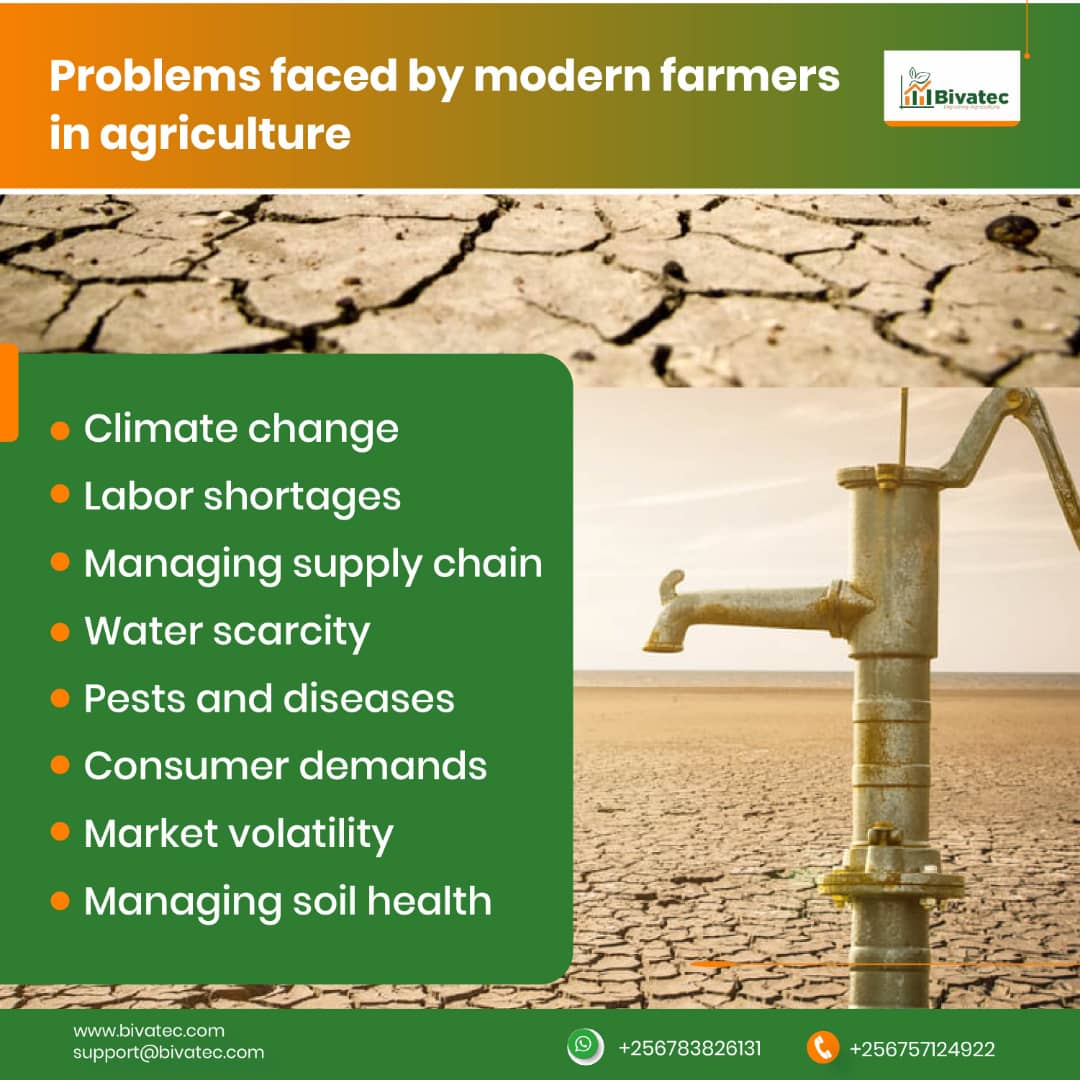 Problems faced by modern farmers
in agriculture
Bivatec
Climate change
Labor shortages
Managing supply chain
Water scarcity
Pests and diseases
Consumer demands
Market volatility
Managing soil health
www.bivatec.com
support@bivatec.com
+256783826131
+256757124922